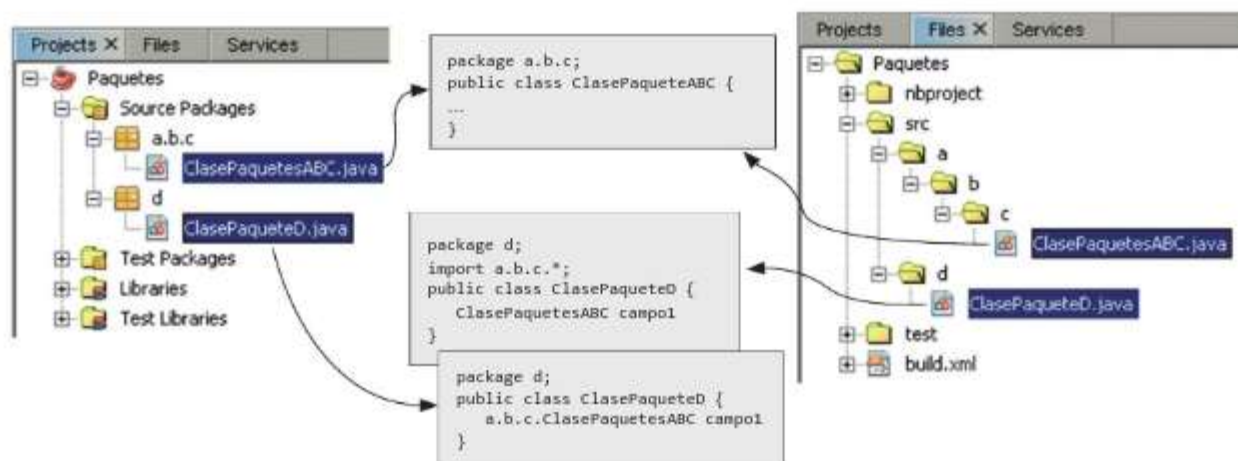 Projects X Files Services
Paquetes
Source Packages
a.b.c
ClasePaquetesABC.java
d
ClasePaqueteD.java
Test Packages
Libraries
Test Libraries
package a.b.c;
public class ClasePaqueteABC {
...
}
package d;
import a.b.c.*;
public class ClasePaqueteD {
ClasePaquetesABC campo1
}
package d;
public class ClasePaqueteD {
a.b.c.ClasePaquetesABC campo1
}
Projects Files X Services
Paquetes
nbproject
src
a
b
c
ClasePaquetesABC.java
d
ClasePaqueteD.java
test
build.xml